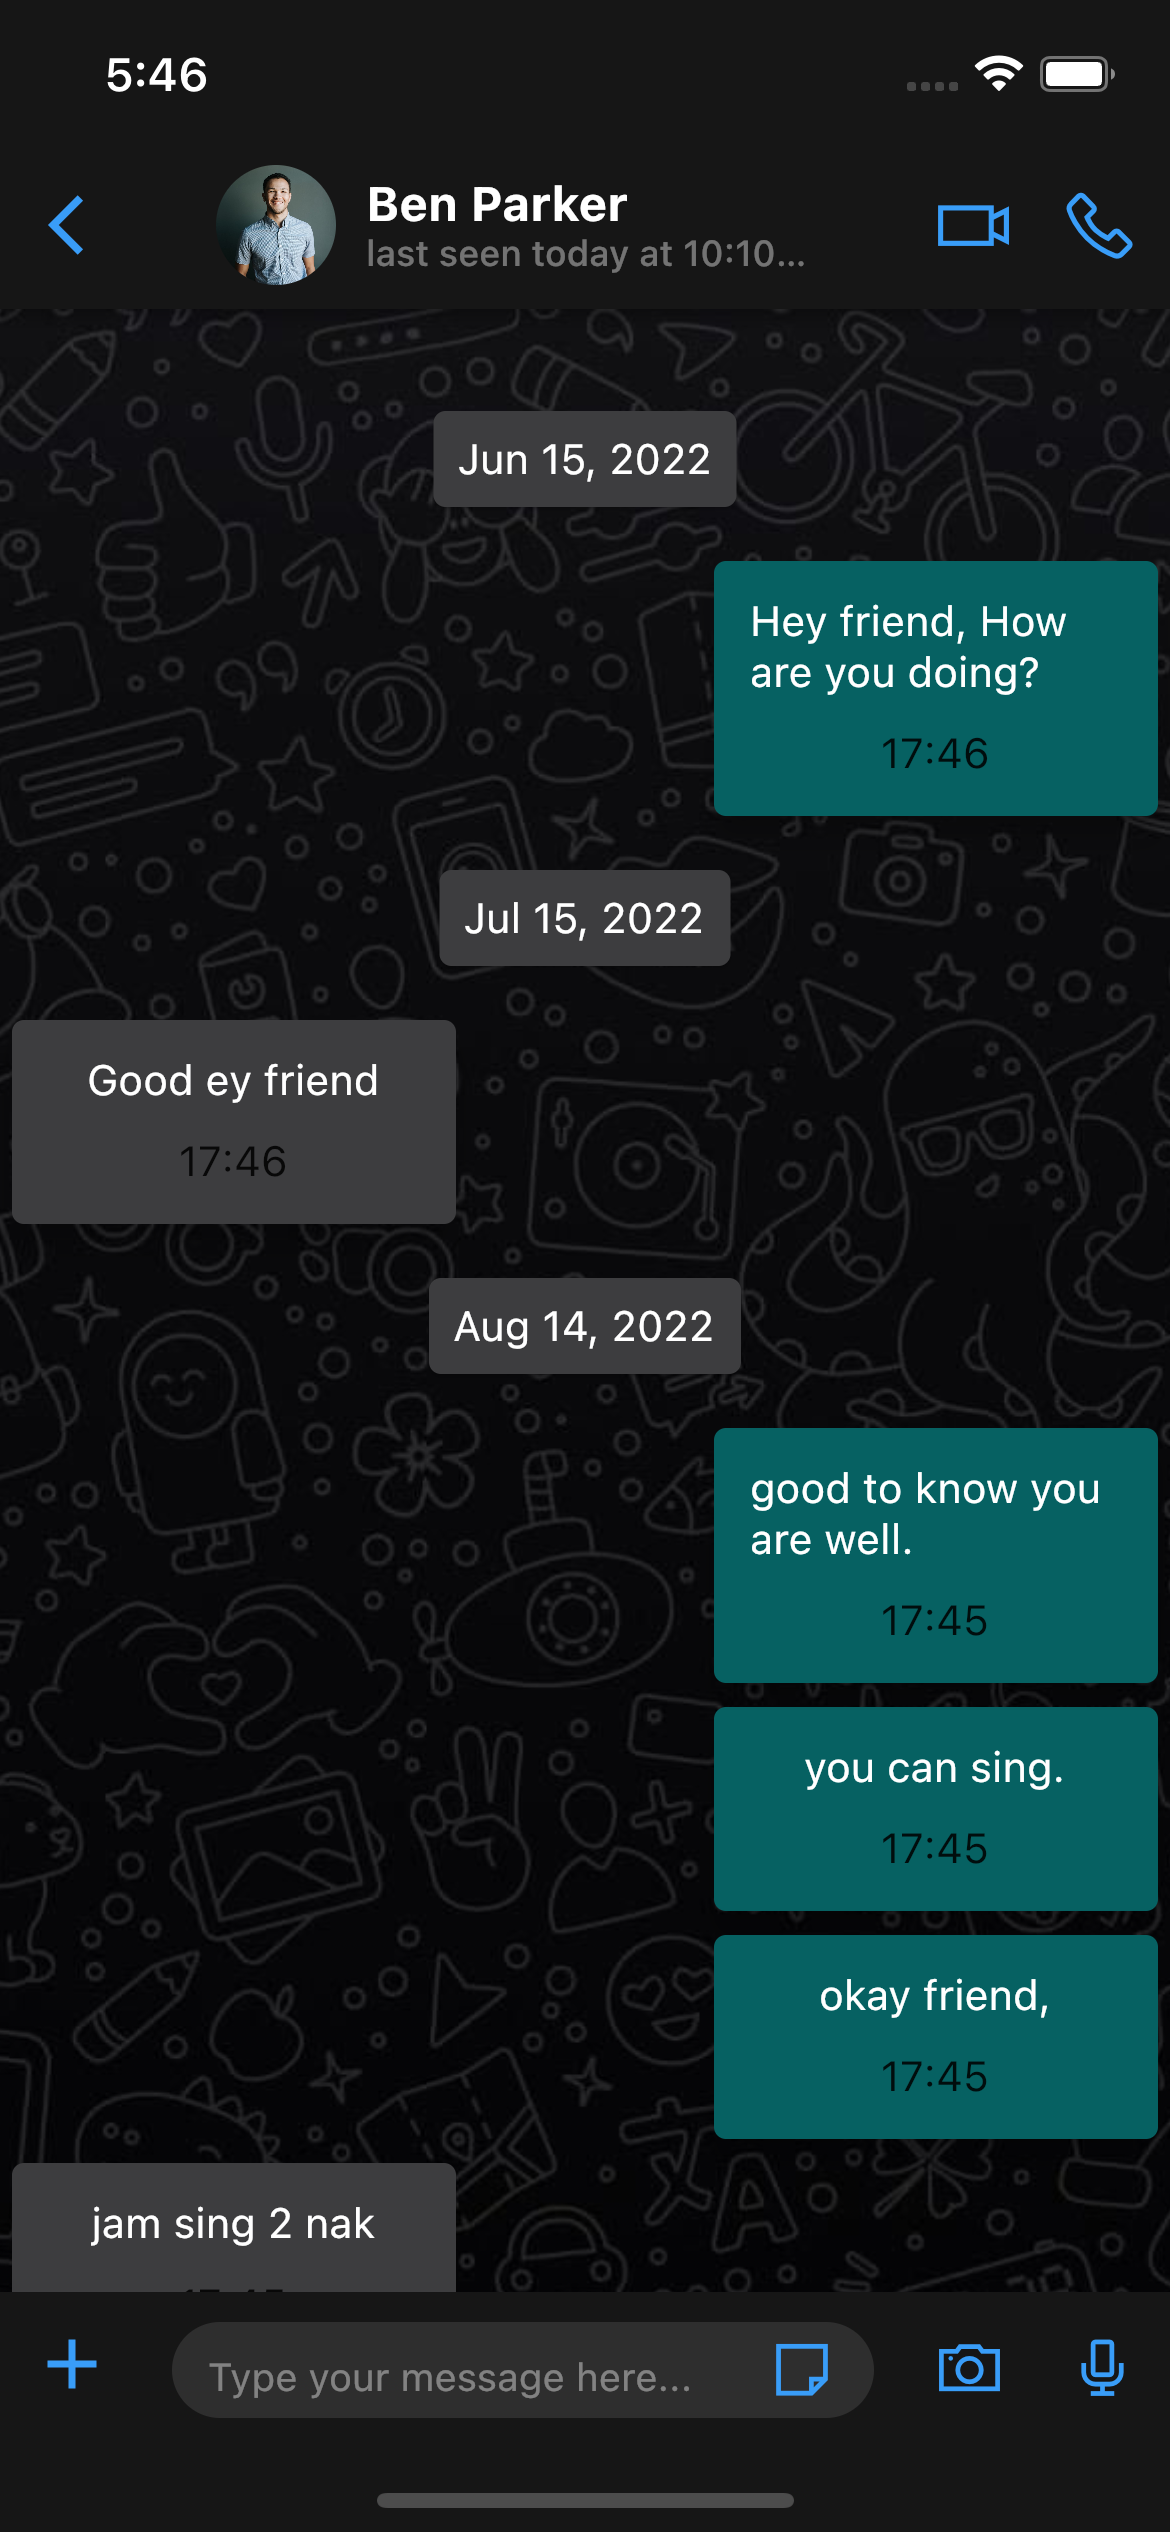 5:46
Ben Parker
last seen today at 10:10...
Jun 15, 2022
Hey friend, How
are you doing?
17:46
Jul 15, 2022
Good ey friend
17:46
Aug 14, 2022
good to know you
are well.
17:45
you can sing.
17:45
okay friend,
17:45
jam sing 2 nak
Type your message here...